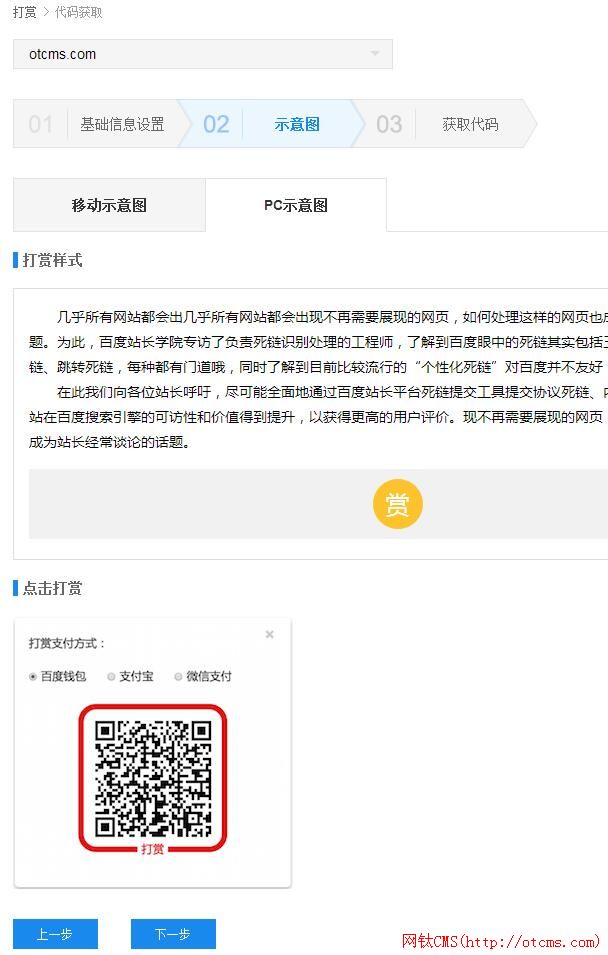 打赏 > 代码获取
otcms.com
01 基础信息设置 02 示意图 03 获取代码
移动示意图 PC示意图
打赏样式
几乎所有网站都会出几乎所有网站都会出现不再需要展现的网页，如何处理这样的网页也
题。为此，百度站长学院专访了负责死链识别处理的工程师，了解到百度眼中的死链其实包括
链、跳转死链，每种都有门道哦，同时了解到目前比较流行的“个性化死链”对百度并不友好
在此我们向各位站长呼吁，尽可能全面地通过百度站长平台死链提交工具提交协议死链、
站在百度搜索引擎的可访性和价值得到提升，以获得更高的用户评价。现不再需要展现的网页
成为站长经常谈论的话题。
赏
点击打赏
打赏支付方式：
百度钱包 支付宝 微信支付
打赏
上一步 下一步
网钛CMS(http://otcms.com)